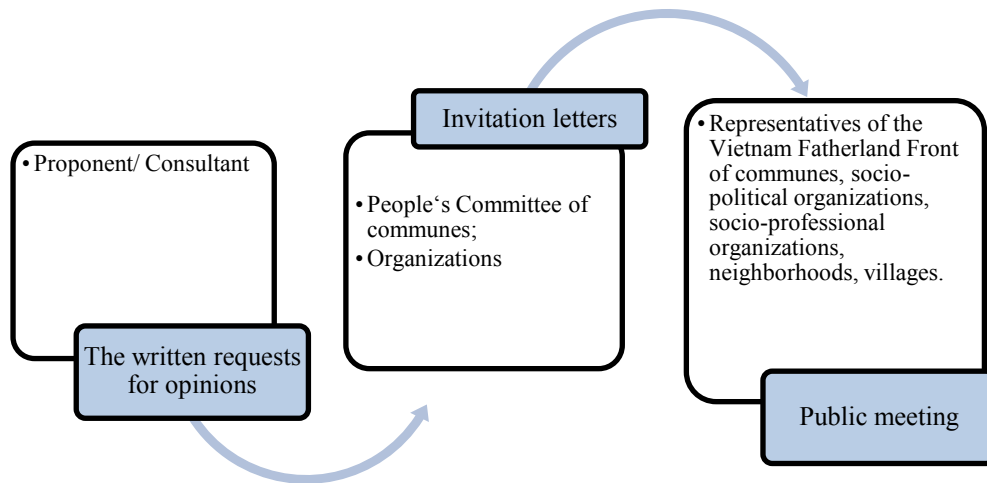 • Proponent/ Consultant
The written requests
for opinions
Invitation letters
• People‘s Committee of
communes;
• Organizations
• Representatives of the
Vietnam Fatherland Front
of communes, socio-
political organizations,
socio-professional
organizations,
neighborhoods, villages.
Public meeting